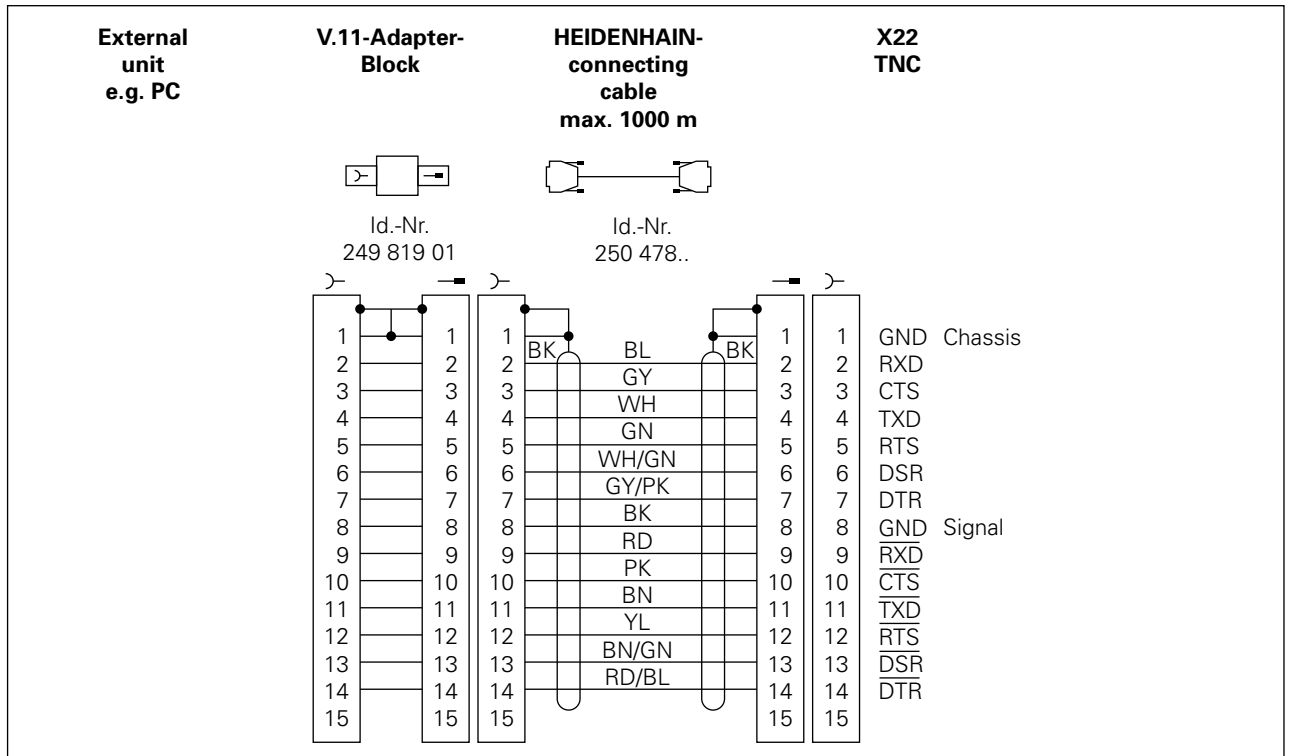 External unit e.g. PC
V.11-Adapter-Block
HEIDENHAIN-connecting cable max. 1000 m
X22 TNC
Id.-Nr. 249 819 01
Id.-Nr. 250 478..
1 1 1 BK BK 1 1 GND Chassis
2 2 2 BL 2 2 RXD
3 3 3 GY 3 3 CTS
4 4 4 WH 4 4 TXD
5 5 5 GN 5 5 RTS
6 6 6 WH/GN 6 6 DSR
7 7 7 GY/PK 7 7 DTR
8 8 8 BK 8 8 GND Signal
9 9 9 RD 9 9 R̅X̅D̅
10 10 10 PK 10 10 C̅T̅S̅
11 11 11 BN 11 11 T̅X̅D̅
12 12 12 YL 12 12 R̅T̅S̅
13 13 13 BN/GN 13 13 D̅S̅R̅
14 14 14 RD/BL 14 14 D̅T̅R̅
15 15 15 15 15